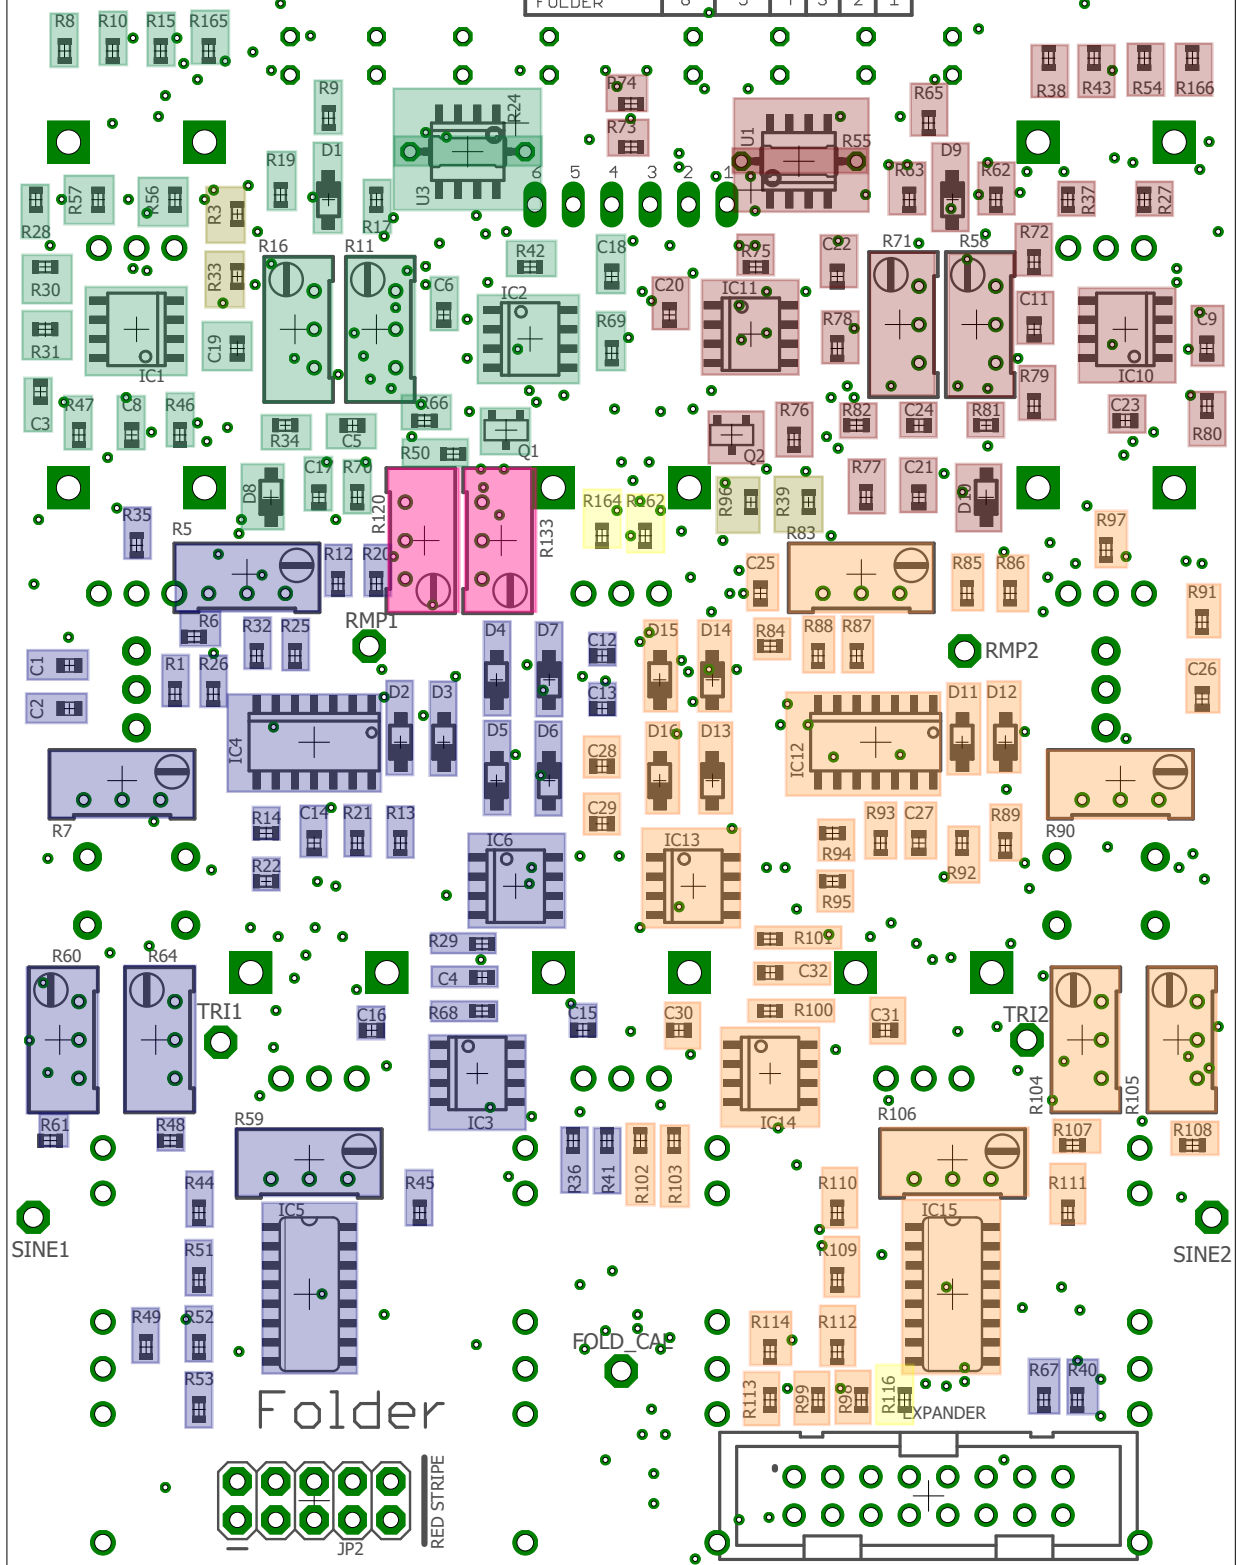 FOLDER 6 5 4 3 2 1
R8 R10 R15 R165
R74 R9 R24 U3 R73 U1 R55 R65
R38 R43 R54 R166
R19 D1 R17 R57 R56 R3 R28
6 5 4 3 2 1
R63 D9 R62 R37 R27
R16 R11 R42 C18 R75 C22 R71 R58 R72
R30 R33 C6 IC2 C20 IC11 C11 C9
R31 IC1 C19 R69 R78 IC10
C3 R47 C8 R46 R34 C5 R66 R50 Q1 Q2 R76 R82 C24 R81 R79 C23 R80
D8 C17 R70 R120 R133 R164 R162 R96 R39 R77 C21 D10
R35 R5 R12 R20 C25 R83 R85 R86 R97 R91
R6 RMP1 RMP2
R32 R25 D4 D7 C12 D15 D14 R84 R88 R87
C1 R1 R26 C2 C13 C26
IC4 D2 D3 D5 D6 C28 D16 D13 IC12 D11 D12
R7 R14 C14 R21 R13 C29 R93 C27 R89 R90
R22 IC6 IC13 R94 R92 R95
R60 R64 R29 R101
C4 C32
TRI1 C16 R68 C15 C30 R100 C31 TRI2
R104 R105
R61 R48 R59 IC3 IC14 R106 R107 R108
R44 R45 R36 R41 R102 R103 R110 R111
SINE1 IC5 IC15 SINE2
R51 R109
R49 R52 FOLD_CAL R114 R112
R53 R113 R99 R98 R116 R67 R40
Folder EXPANDER
JP2 RED STRIPE